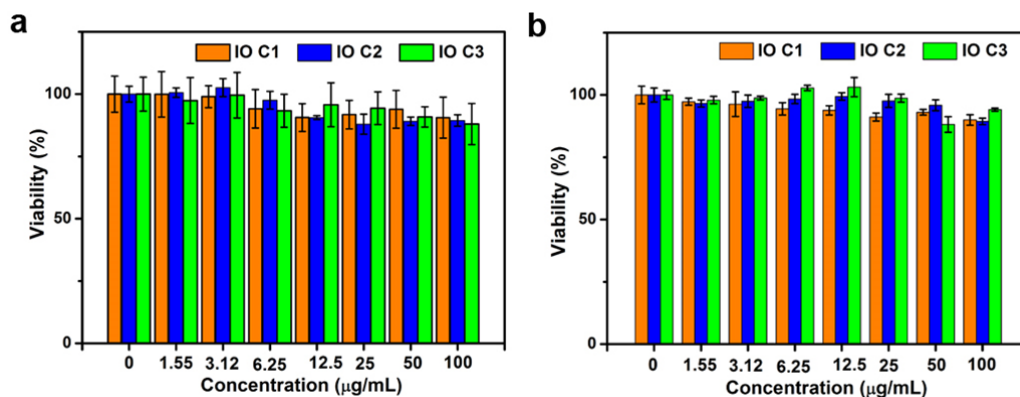 a
IO C1 IO C2 IO C3
100
50
0
Viability (%)
0 1.55 3.12 6.25 12.5 25 50 100
Concentration (μg/mL)
b
IO C1 IO C2 IO C3
100
50
0
Viability (%)
0 1.55 3.12 6.25 12.5 25 50 100
Concentration (μg/mL)